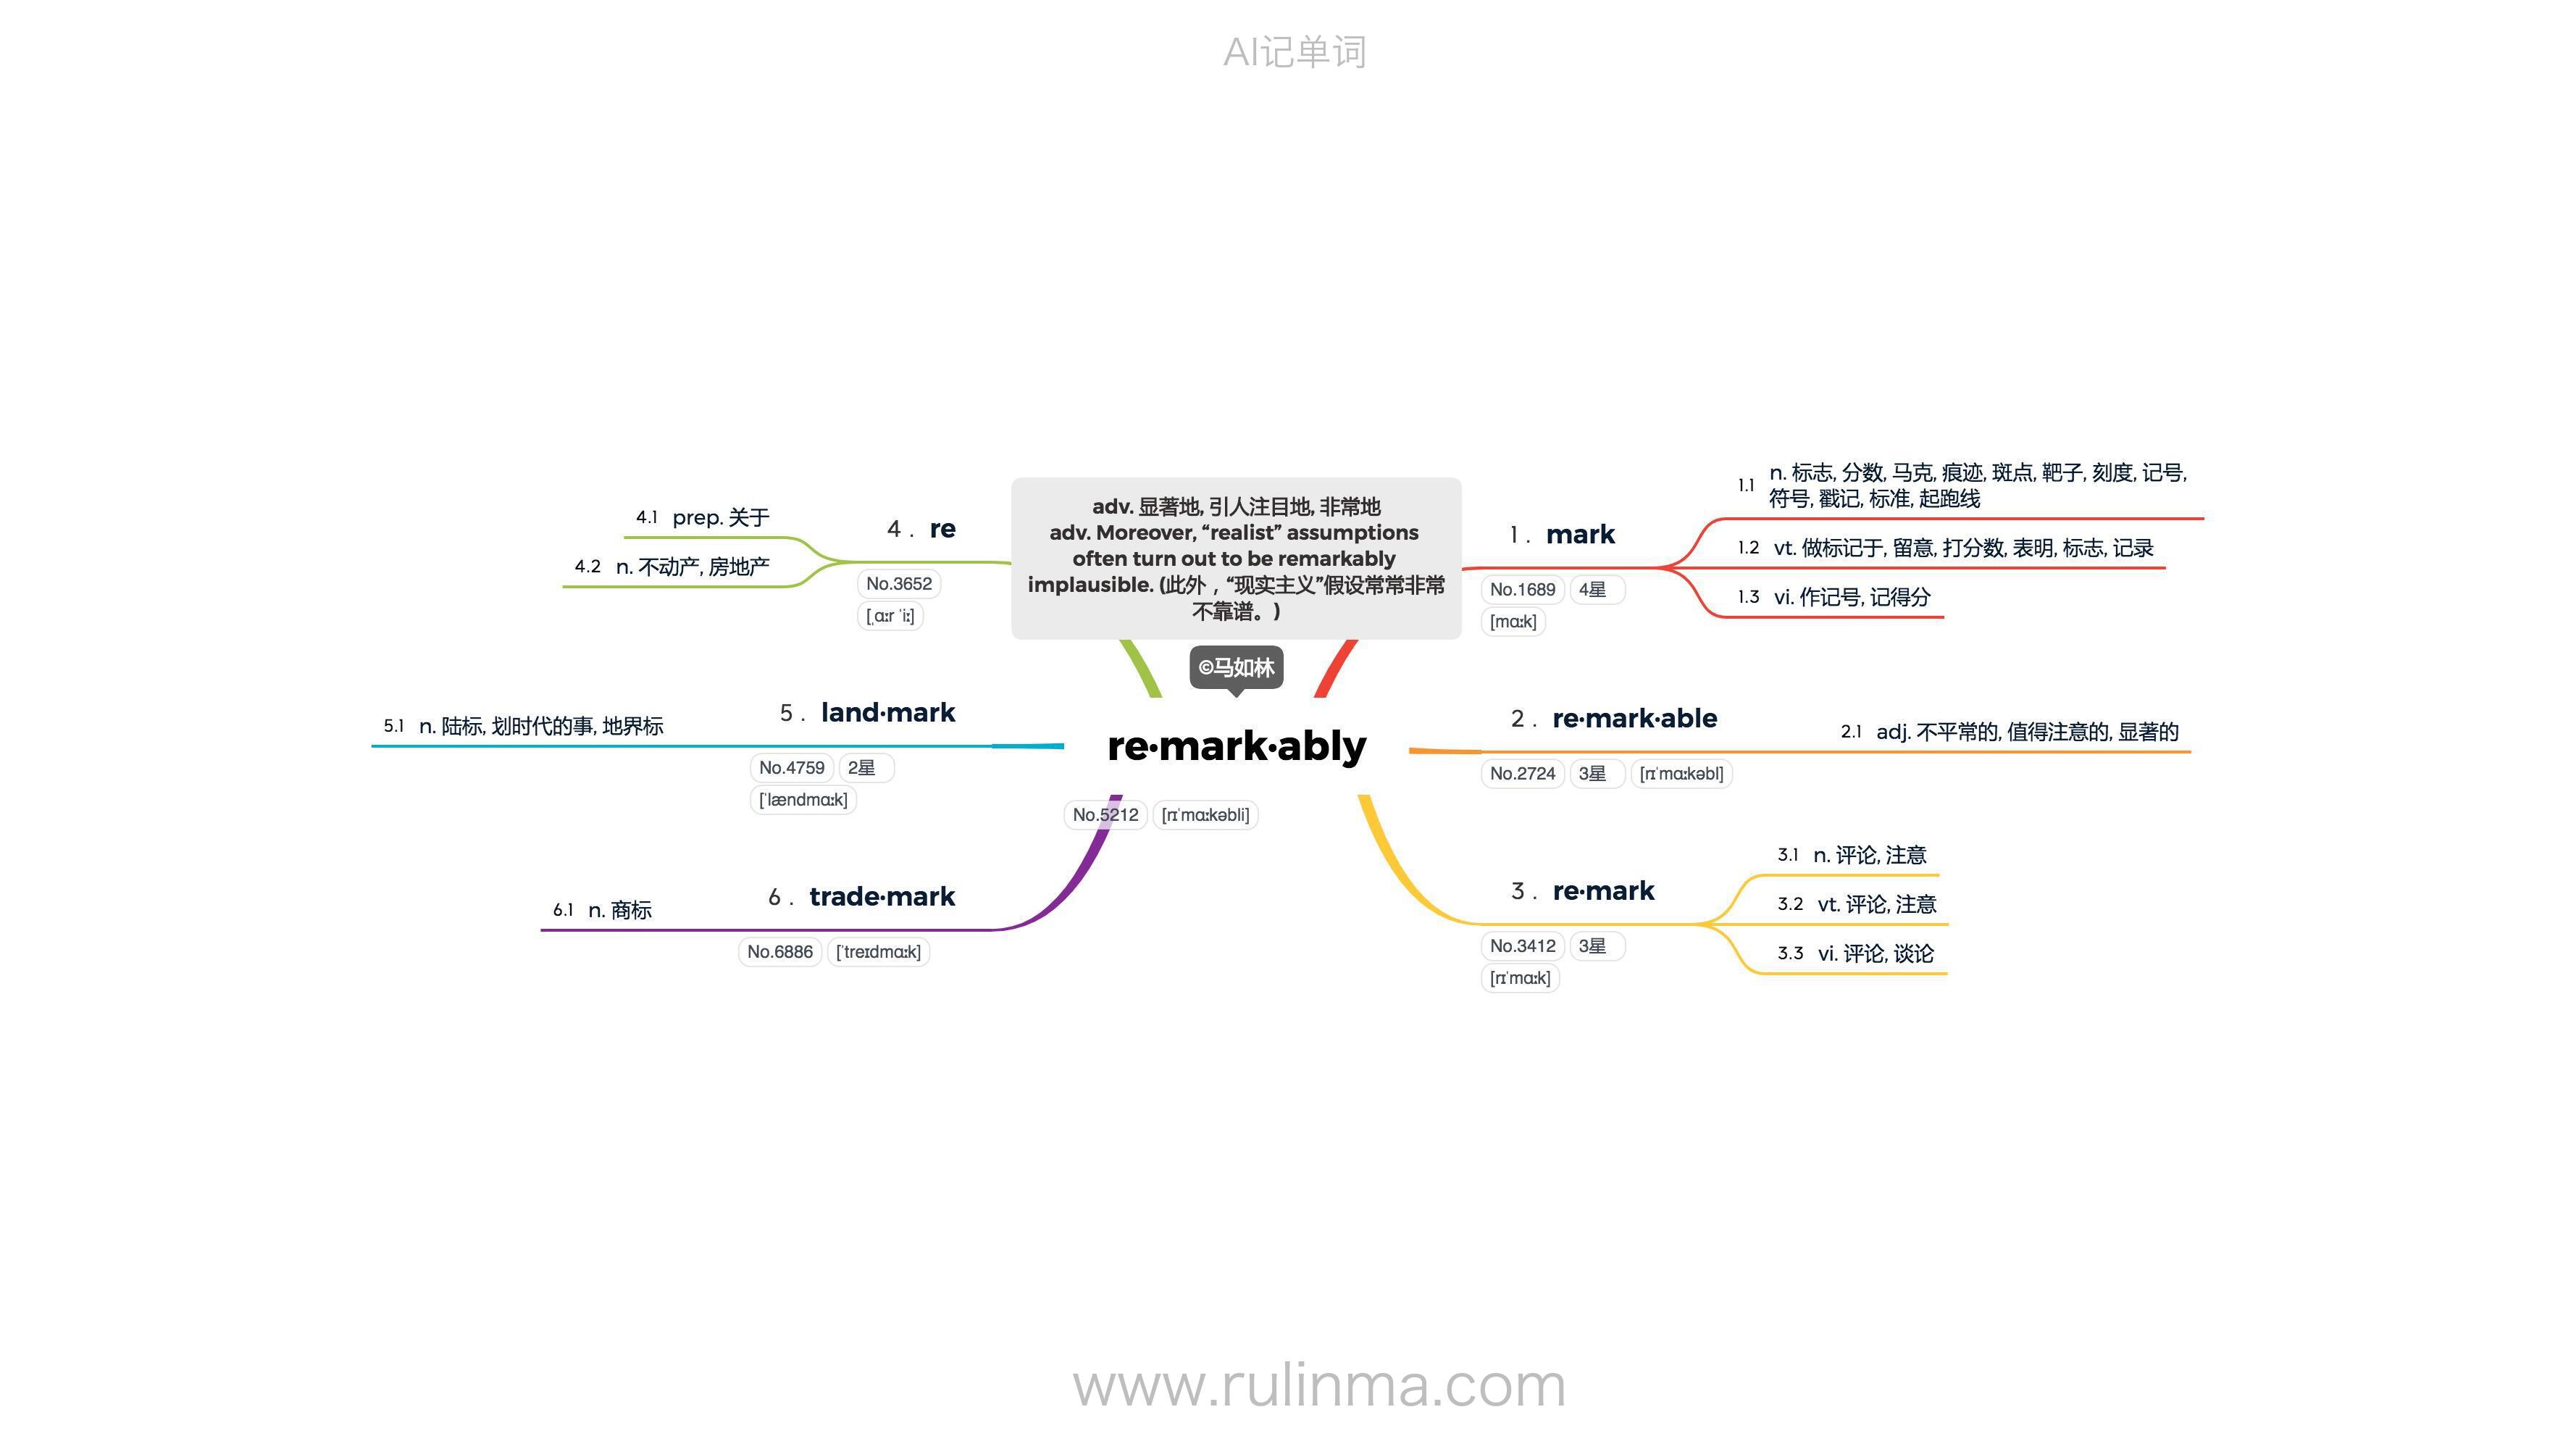 AI记单词
adv. 显著地, 引人注目地, 非常地
adv. Moreover, “realist” assumptions
often turn out to be remarkably
implausible. (此外，“现实主义”假设常常非常
不靠谱。)
©马如林
re·mark·ably
No.5212 [rɪˈmɑːkəbli]
1. mark
No.1689 4星
[mɑːk]
1.1 n. 标志, 分数, 马克, 痕迹, 斑点, 靶子, 刻度, 记号,
符号, 戳记, 标准, 起跑线
1.2 vt. 做标记于, 留意, 打分数, 表明, 标志, 记录
1.3 vi. 作记号, 记得分
2. re·mark·able
No.2724 3星 [rɪˈmɑːkəbl]
2.1 adj. 不平常的, 值得注意的, 显著的
3. re·mark
No.3412 3星
[rɪˈmɑːk]
3.1 n. 评论, 注意
3.2 vt. 评论, 注意
3.3 vi. 评论, 谈论
4. re
No.3652
[ˌɑːr ˈiː]
4.1 prep. 关于
4.2 n. 不动产, 房地产
5. land·mark
No.4759 2星
[ˈlændmɑːk]
5.1 n. 陆标, 划时代的事, 地界标
6. trade·mark
No.6886 [ˈtreɪdmɑːk]
6.1 n. 商标
www.rulinma.com